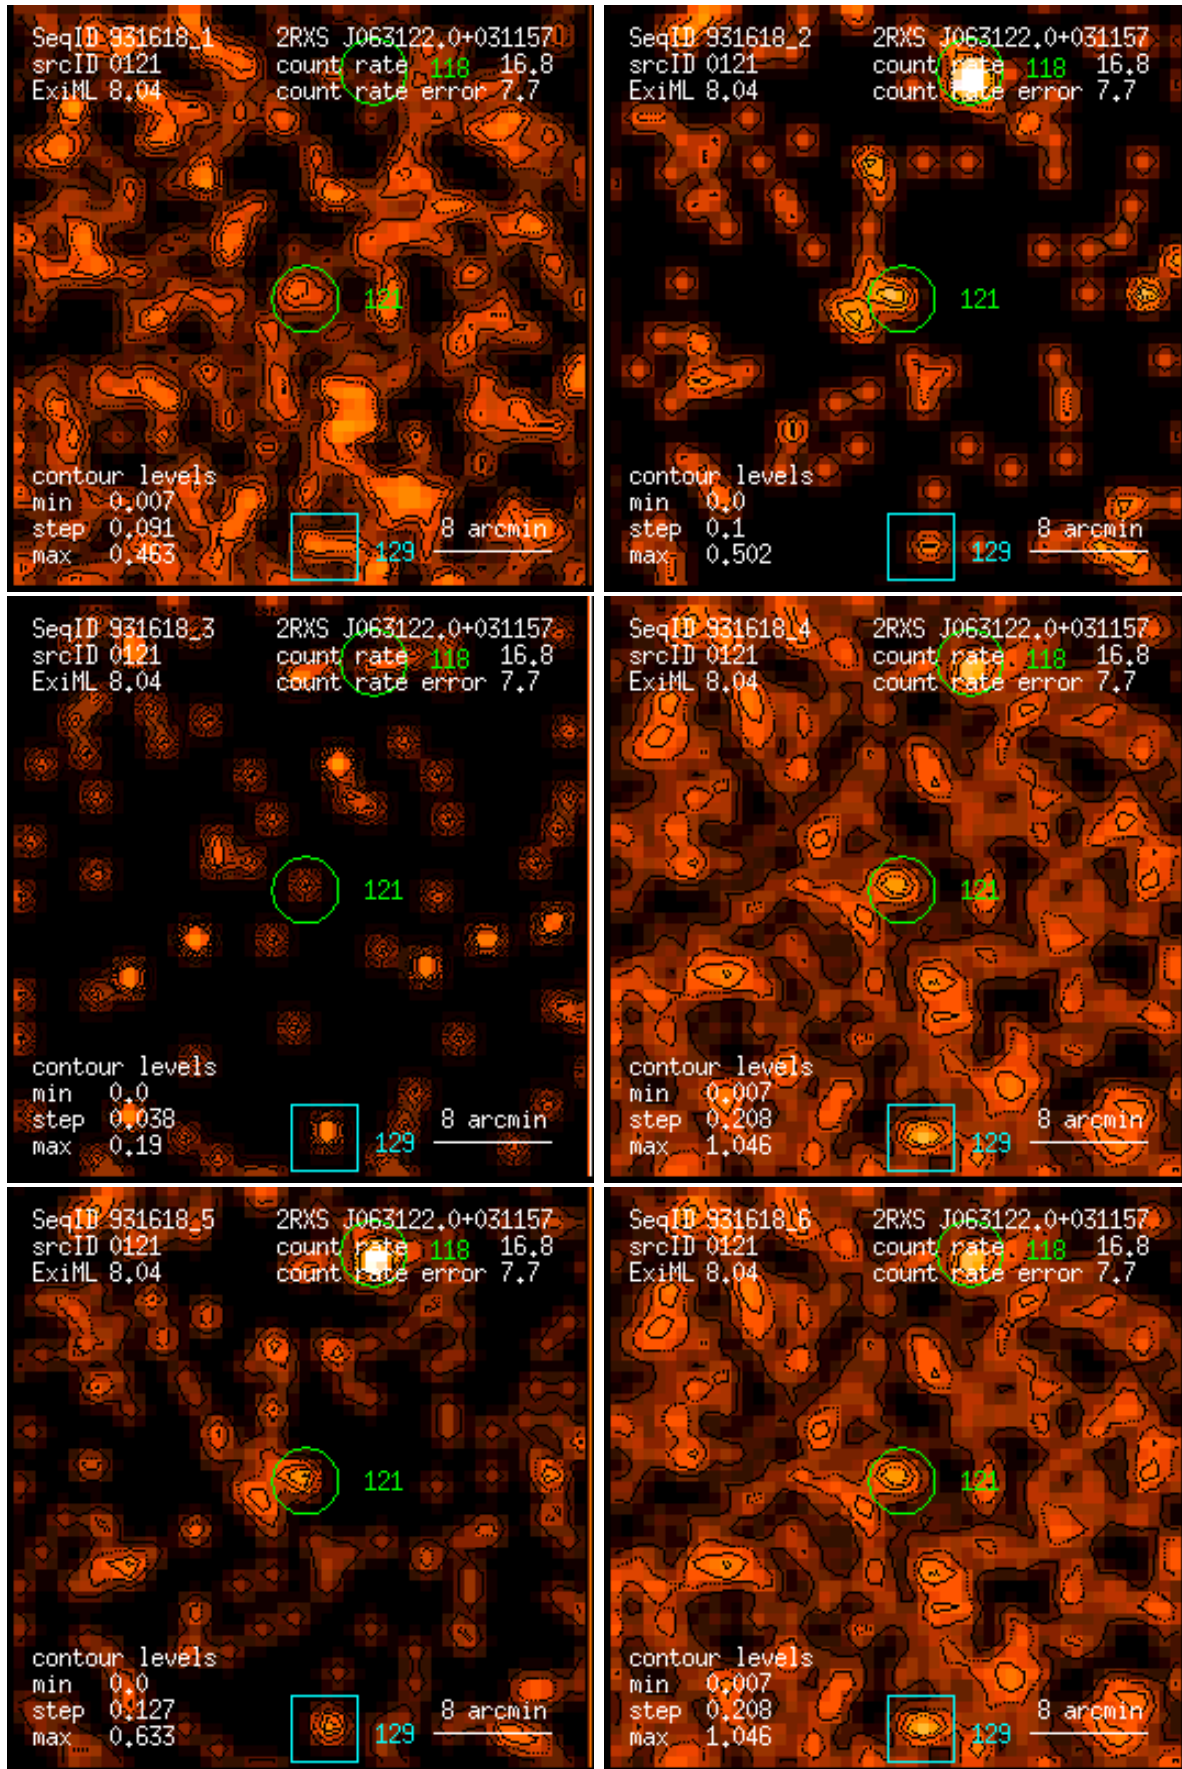 SeqID 931618_1 2RXS J063122.0+031157
srcID 0121 count rate 118 16.8
ExiML 8.04 count rate error 7.7
121
contour levels
min 0.007
step 0.091 8 arcmin
max 0.463 129
SeqID 931618_2 2RXS J063122.0+031157
srcID 0121 count rate 118 16.8
ExiML 8.04 count rate error 7.7
121
contour levels
min 0.0
step 0.1 8 arcmin
max 0.502 129
SeqID 931618_3 2RXS J063122.0+031157
srcID 0121 count rate 118 16.8
ExiML 8.04 count rate error 7.7
121
contour levels
min 0.0
step 0.038 8 arcmin
max 0.19 129
SeqID 931618_4 2RXS J063122.0+031157
srcID 0121 count rate 118 16.8
ExiML 8.04 count rate error 7.7
121
contour levels
min 0.007
step 0.208 8 arcmin
max 1.046 129
SeqID 931618_5 2RXS J063122.0+031157
srcID 0121 count rate 118 16.8
ExiML 8.04 count rate error 7.7
121
contour levels
min 0.0
step 0.127 8 arcmin
max 0.633 129
SeqID 931618_6 2RXS J063122.0+031157
srcID 0121 count rate 118 16.8
ExiML 8.04 count rate error 7.7
121
contour levels
min 0.007
step 0.208 8 arcmin
max 1.046 129